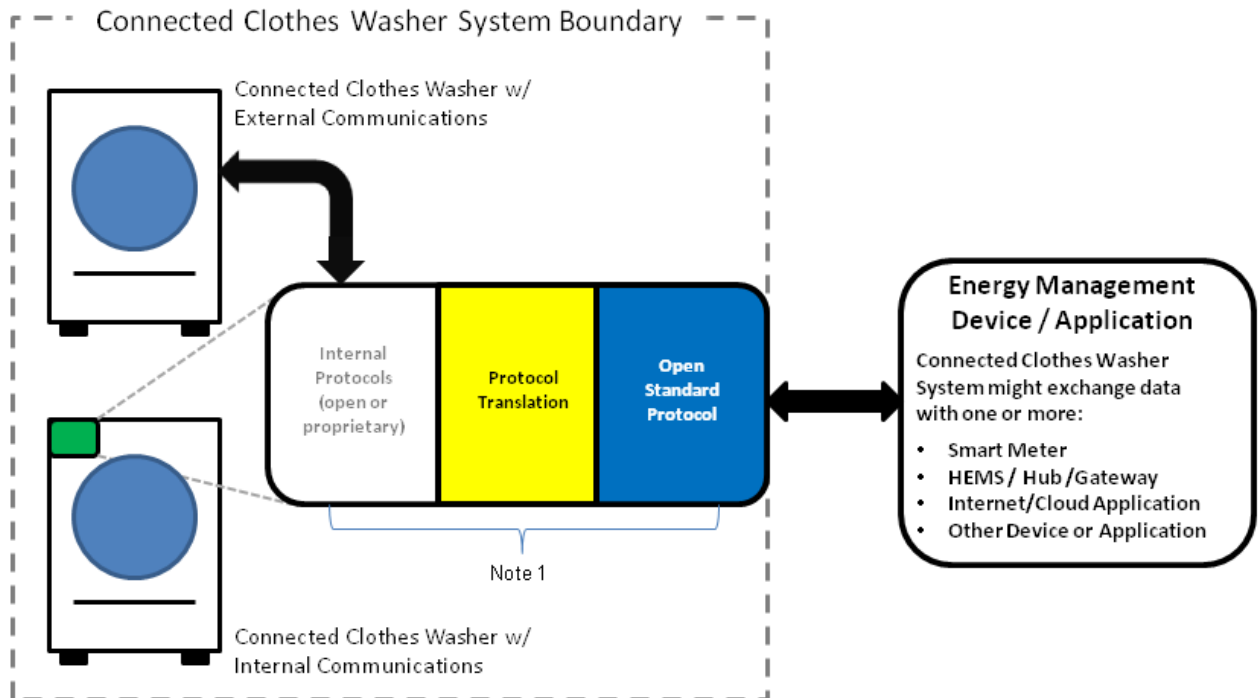 Connected Clothes Washer System Boundary
Connected Clothes Washer w/
External Communications
Internal
Protocols
(open or
proprietary)
Protocol
Translation
Open
Standard
Protocol
Note 1
Connected Clothes Washer w/
Internal Communications
Energy Management
Device / Application
Connected Clothes Washer
System might exchange data
with one or more:
• Smart Meter
• HEMS / Hub /Gateway
• Internet/Cloud Application
• Other Device or Application